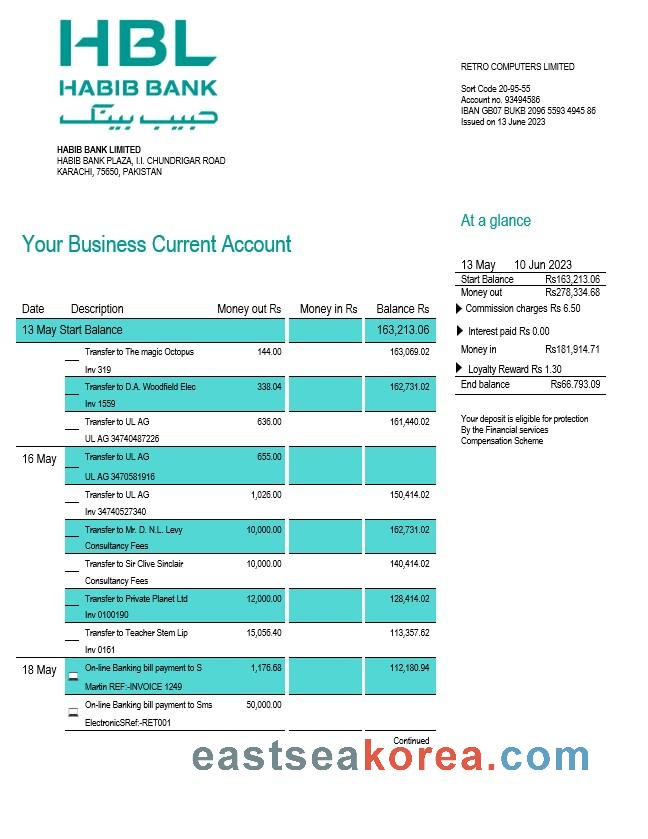 HBL
HABIB BANK
حبیب بینک
HABIB BANK LIMITED
HABIB BANK PLAZA, I.I. CHUNDRIGAR ROAD
KARACHI, 75650, PAKISTAN
RETRO COMPUTERS LIMITED
Sort Code 20-95-55
Account no. 93494586
IBAN GB07 BUKB 2096 5593 4945 86
Issued on 13 June 2023
At a glance
13 May 10 Jun 2023
Start Balance Rs163,213.06
Money out Rs278,334.68
Commission charges Rs 6.50
Interest paid Rs 0.00
Money in Rs181,914.71
Loyalty Reward Rs 1.30
End balance Rs66.793.09
Your deposit is eligible for protection
By the Financial services
Compensation Scheme
Your Business Current Account
Date Description Money out Rs Money in Rs Balance Rs
13 May Start Balance 163,213.06
Transfer to The magic Octopus 144.00 163,069.02
Inv 319
Transfer to D.A. Woodfield Elec 338.04 162,731.02
Inv 1559
Transfer to UL AG 636.00 161,440.02
UL AG 34740487226
16 May Transfer to UL AG 655.00
UL AG 3470581916
Transfer to UL AG 1,026.00 150,414.02
Inv 34740527340
Transfer to Mr. D. N.L. Levy 10,000.00 162,731.02
Consultancy Fees
Transfer to Sir Clive Sinclair 10,000.00 140,414.02
Consultancy Fees
Transfer to Private Planet Ltd 12,000.00 128,414.02
Inv 0100190
Transfer to Teacher Stem Lip 15,056.40 113,357.62
Inv 0161
18 May On-line Banking bill payment to S 1,176.68 112,180.94
Martin REF:-INVOICE 1249
On-line Banking bill payment to Sms 50,000.00
ElectronicSRef:-RET001
Continued
eastseakorea.com